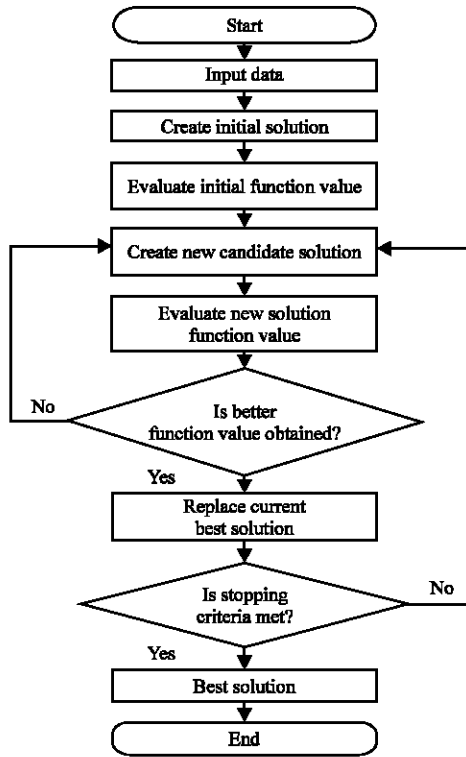 Start
Input data
Create initial solution
Evaluate initial function value
Create new candidate solution
Evaluate new solution
function value
No
Is better
function value obtained?
Yes
Replace current
best solution
Is stopping
criteria met?
No
Yes
Best solution
End